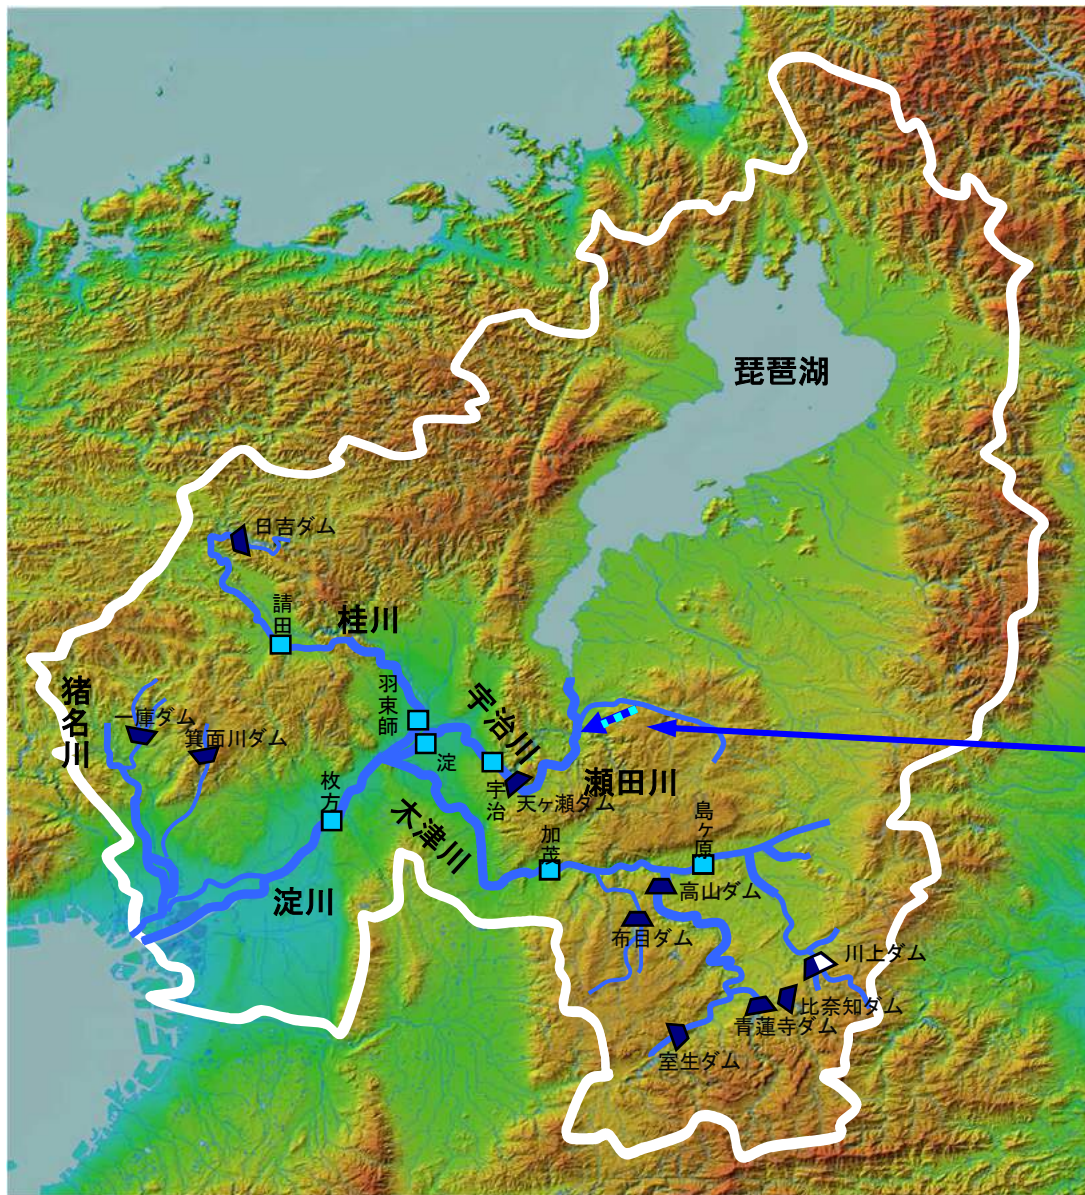 琵琶湖
日吉ダム
請田
桂川
猪名川
一庫ダム
箕面川ダム
羽束師
淀
宇治川
宇治
天ヶ瀬ダム
瀬田川
枚方
木津川
加茂
島ヶ原
高山ダム
淀川
布目ダム
川上ダム
比奈知ダム
青蓮寺ダム
室生ダム